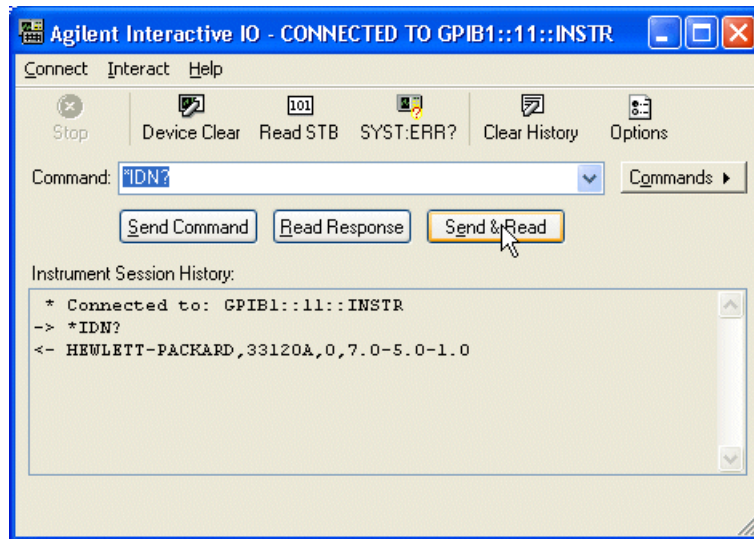 Agilent Interactive IO - CONNECTED TO GPIB1::11::INSTR
Connect Interact Help
101
Stop Device Clear Read STB SYST:ERR? Clear History Options
Command: *IDN? Commands
Send Command Read Response Send & Read
Instrument Session History:
* Connected to: GPIB1::11::INSTR
-> *IDN?
<- HEWLETT-PACKARD,33120A,0,7.0-5.0-1.0